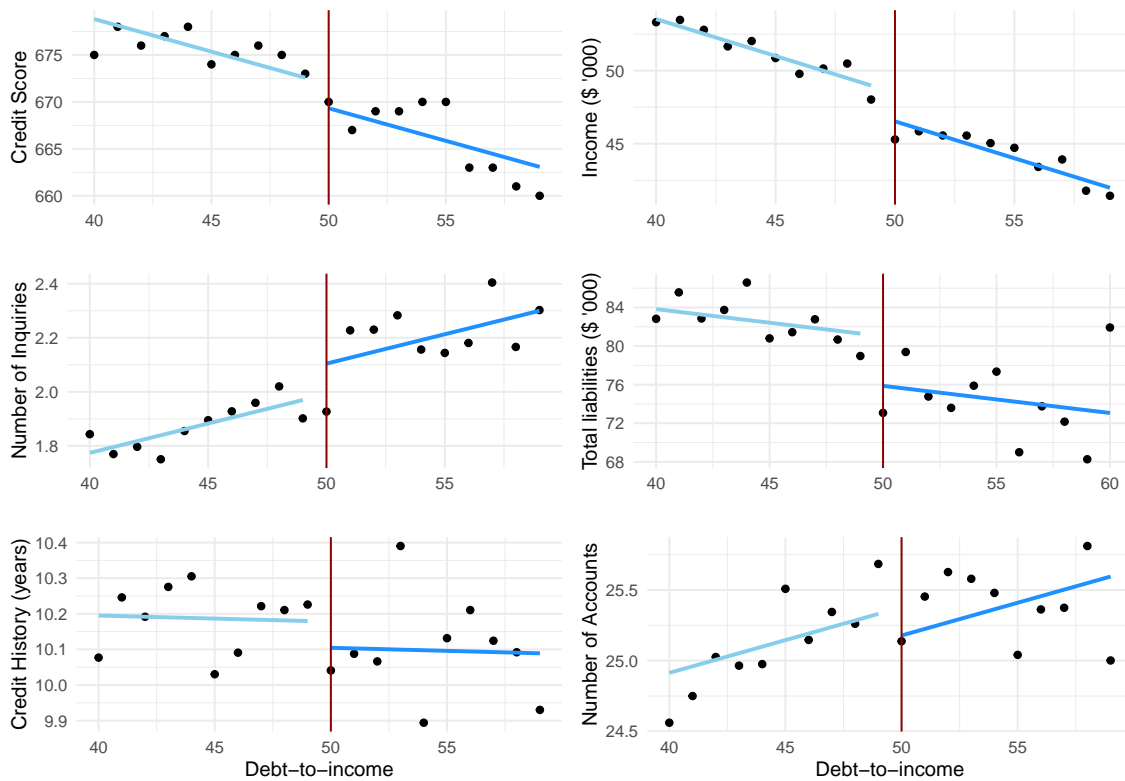 Credit Score
675
670
665
660
40 45 50 55
Income ($ '000)
50
45
40 45 50 55
Number of Inquiries
2.4
2.2
2.0
1.8
40 45 50 55
Total liabilities ($ '000)
84
80
76
72
68
40 45 50 55 60
Credit History (years)
10.4
10.3
10.2
10.1
10.0
9.9
40 45 50 55
Debt−to−income
Number of Accounts
25.5
25.0
24.5
40 45 50 55
Debt−to−income